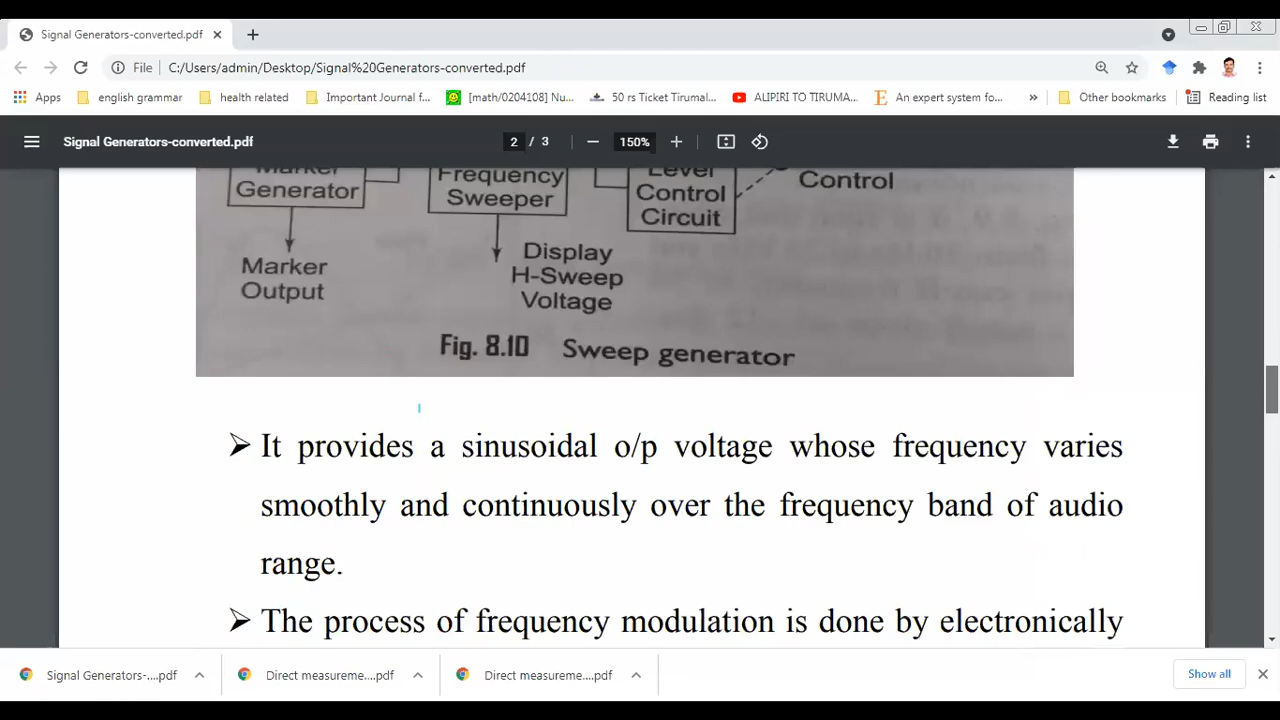 Signal Generators-converted.pdf
File C:/Users/admin/Desktop/Signal%20Generators-converted.pdf
Apps english grammar health related Important Journal f... [math/0204108] Nu... 50 rs Ticket Tirumal... ALIPIRI TO TIRUMA... An expert system fo... » Other bookmarks Reading list
Signal Generators-converted.pdf 2 / 3 150%
Marker
Generator
Frequency
Sweeper
Level
Control
Circuit
Control
Marker
Output
Display
H-Sweep
Voltage
Fig. 8.10 Sweep generator
➢ It provides a sinusoidal o/p voltage whose frequency varies
smoothly and continuously over the frequency band of audio
range.
➢ The process of frequency modulation is done by electronically
Signal Generators-....pdf Direct measureme....pdf Direct measureme....pdf Show all